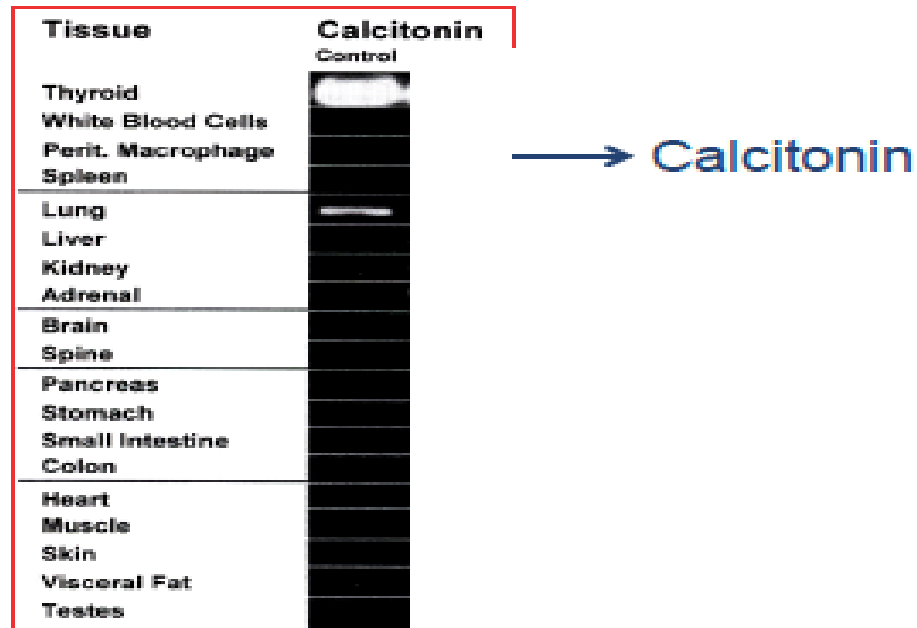 Tissue Calcitonin
Control
Thyroid
White Blood Cells
Perit. Macrophage
Spleen
Lung
Liver
Kidney
Adrenal
Brain
Spine
Pancreas
Stomach
Small Intestine
Colon
Heart
Muscle
Skin
Visceral Fat
Testes
Calcitonin